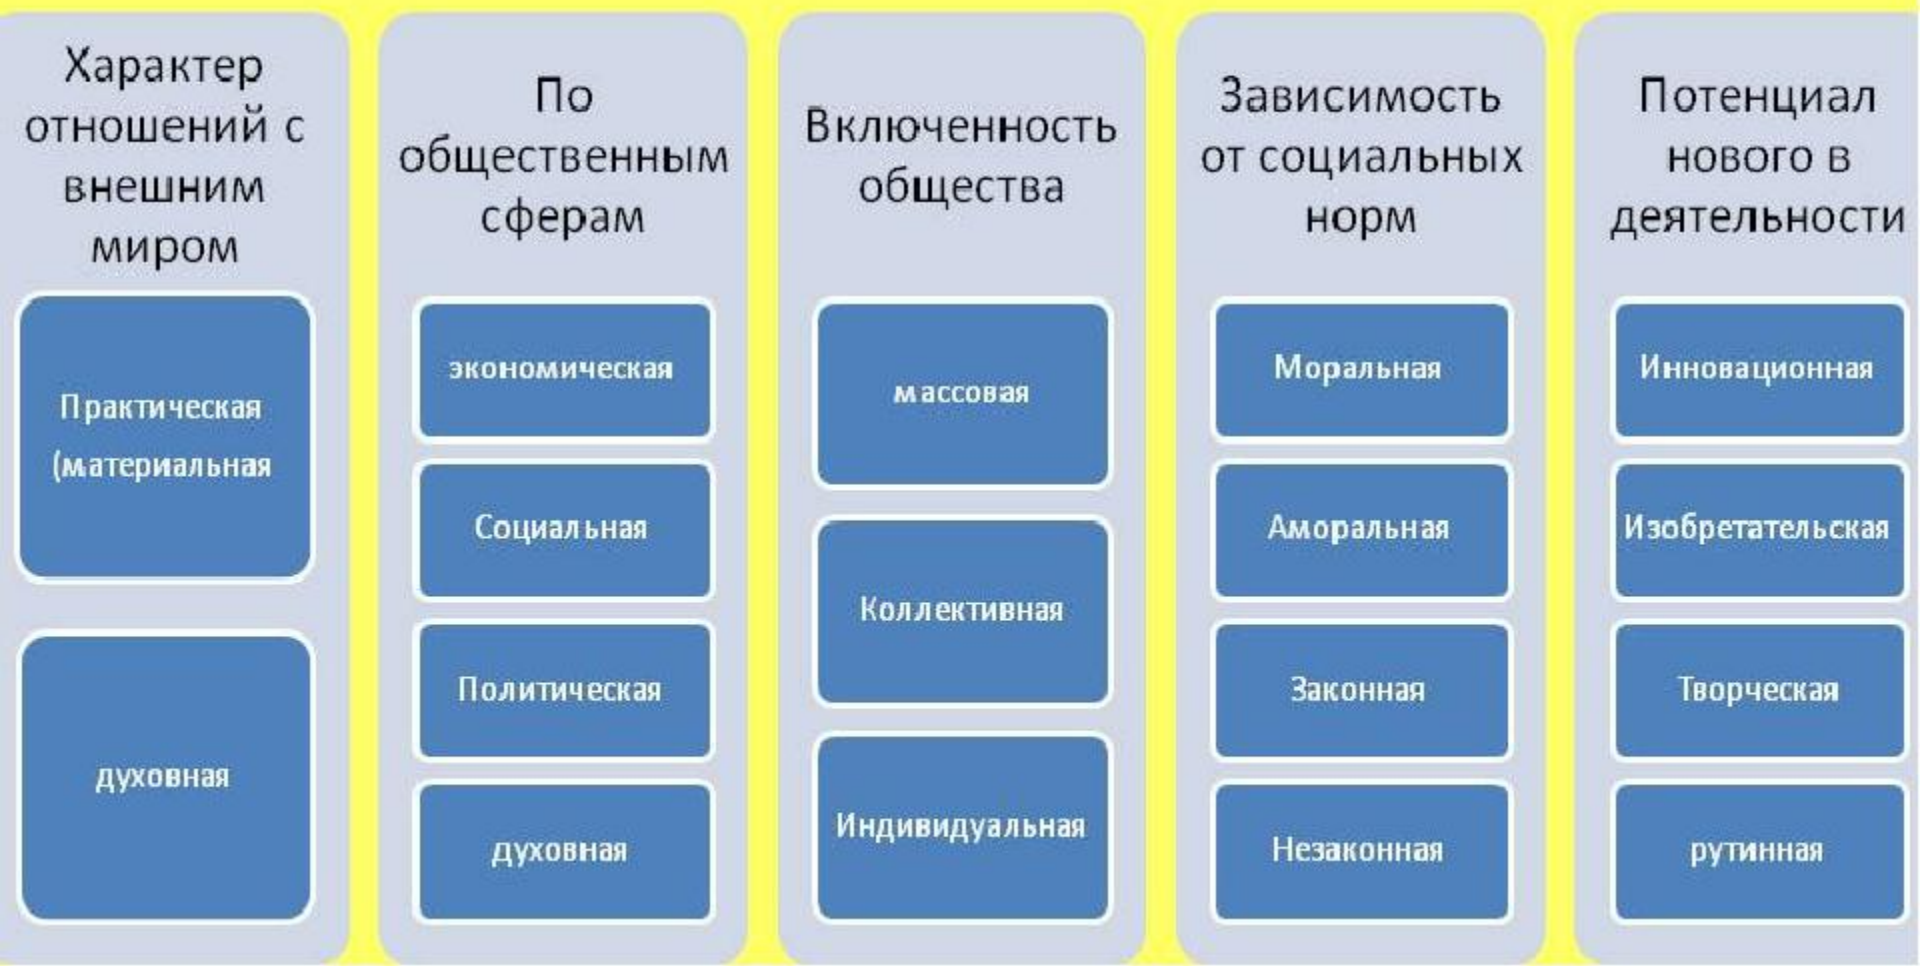 Характер
отношений с
внешним
миром
Практическая
(материальная
духовная
По
общественным
сферам
экономическая
Социальная
Политическая
духовная
Включенность
общества
массовая
Коллективная
Индивидуальная
Зависимость
от социальных
норм
Моральная
Аморальная
Законная
Незаконная
Потенциал
нового в
деятельности
Инновационная
Изобретательская
Творческая
рутинная